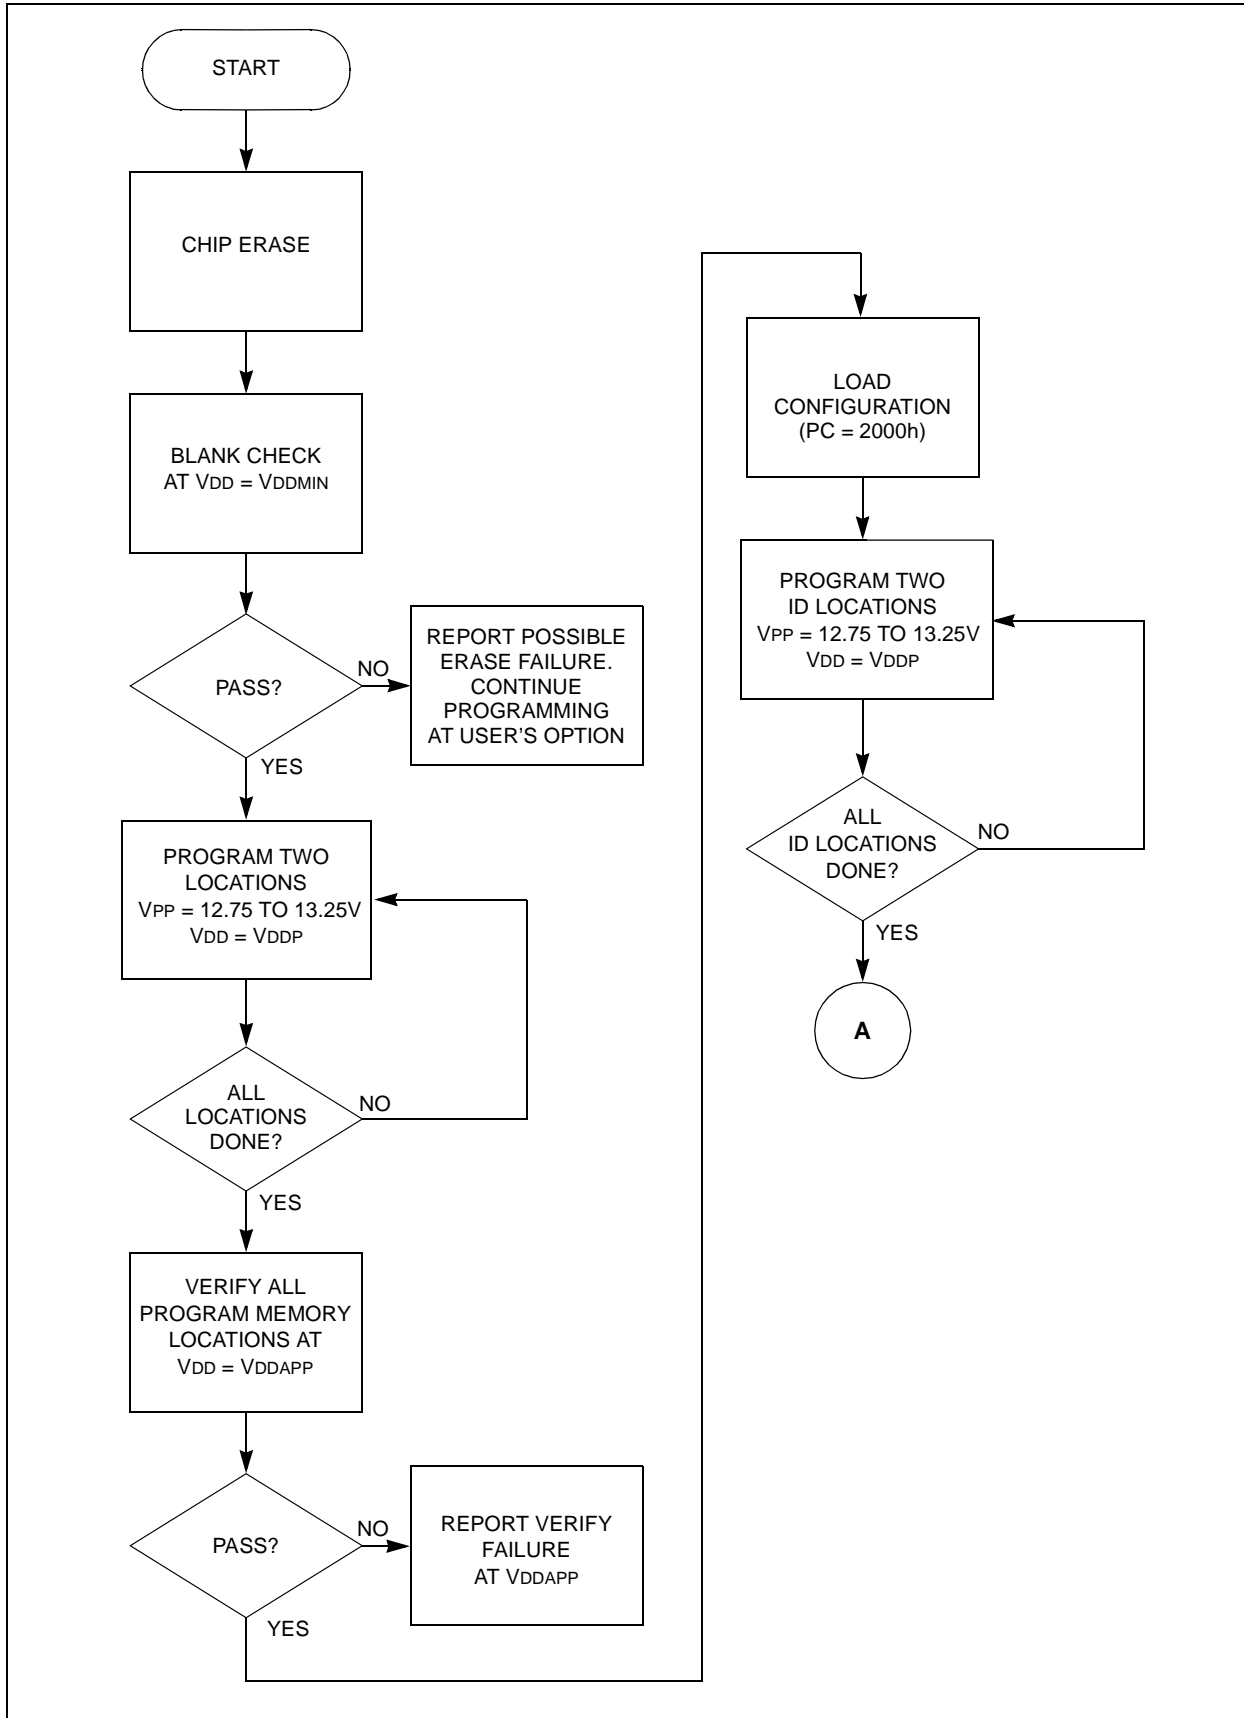 START
CHIP ERASE
BLANK CHECK
AT VDD = VDDMIN
PASS?
NO
REPORT POSSIBLE
ERASE FAILURE.
CONTINUE
PROGRAMMING
AT USER'S OPTION
YES
PROGRAM TWO
LOCATIONS
VPP = 12.75 TO 13.25V
VDD = VDDP
ALL
LOCATIONS
DONE?
NO
YES
VERIFY ALL
PROGRAM MEMORY
LOCATIONS AT
VDD = VDDAPP
PASS?
NO
REPORT VERIFY
FAILURE
AT VDDAPP
YES
LOAD
CONFIGURATION
(PC = 2000h)
PROGRAM TWO
ID LOCATIONS
VPP = 12.75 TO 13.25V
VDD = VDDP
ALL
ID LOCATIONS
DONE?
NO
YES
A